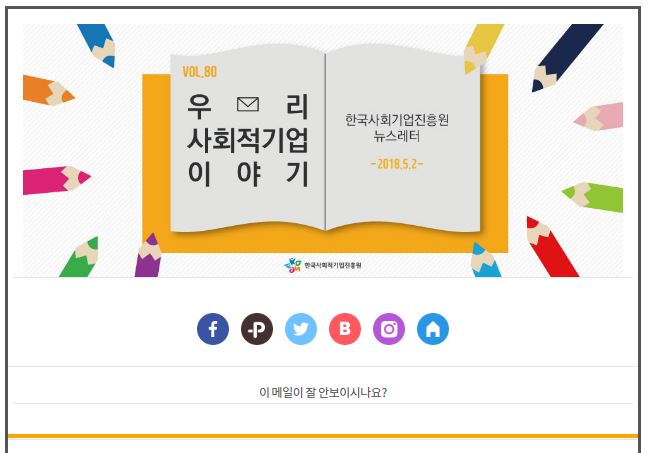 VOL.80
우 리
사회적기업
이 야 기
한국사회기업진흥원
뉴스레터
-2018.5.2-
한국사회적기업진흥원
f
-P
B
이 메일이 잘 안보이시나요?